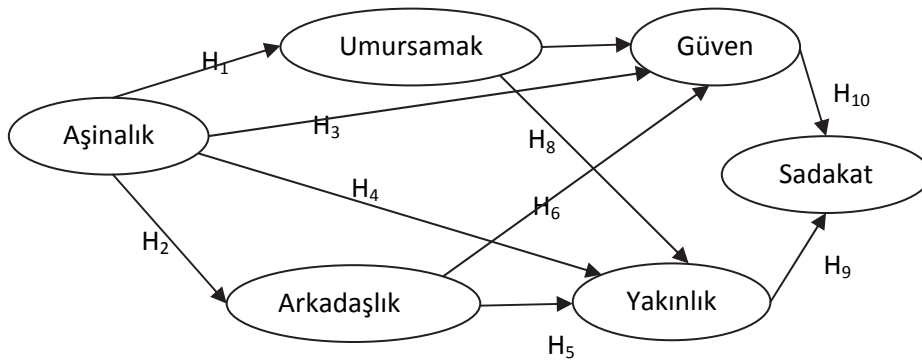 Umursamak
Güven
H₁
H₁₀
Aşinalık
H₃
H₈
Sadakat
H₄
H₆
H₂
H₉
Arkadaşlık
Yakınlık
H₅